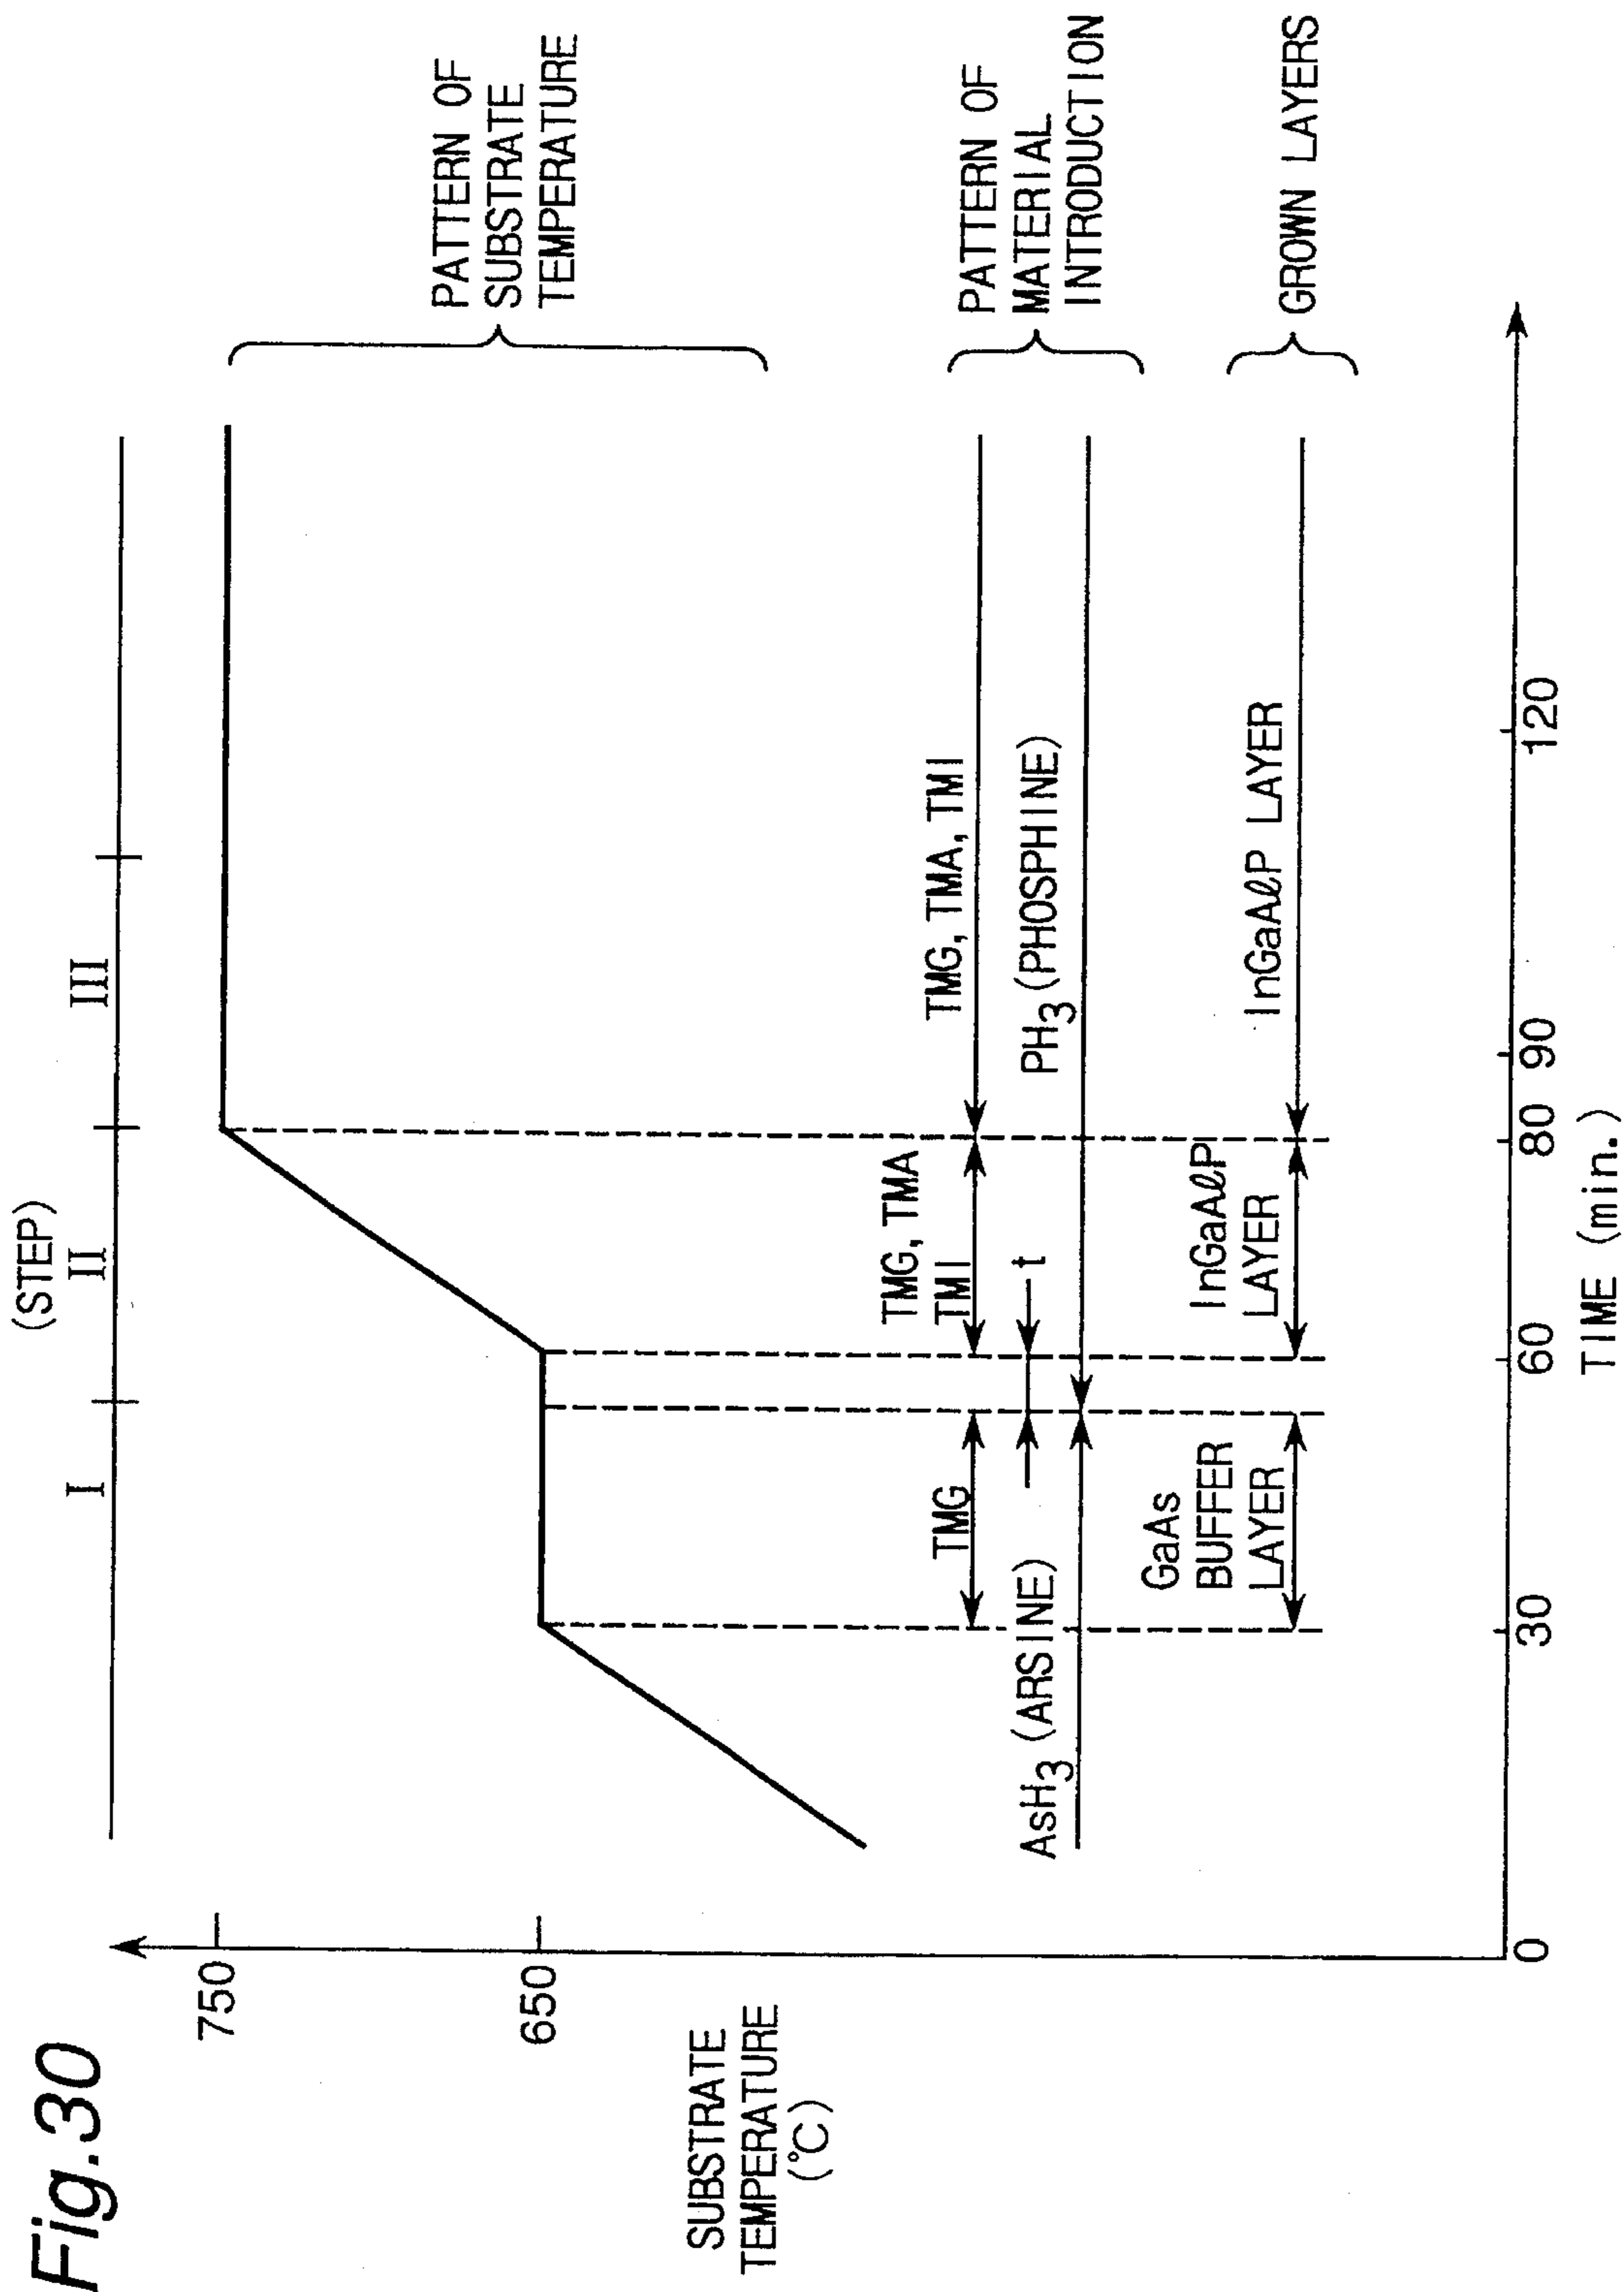 Fig.30
(STEP)
I
II
III
750
650
SUBSTRATE
TEMPERATURE
(°C)
PATTERN OF
SUBSTRATE
TEMPERATURE
TMG
TMG, TMA
TMI
TMG, TMA, TMI
AsH3 (ARSINE)
t
PH3 (PHOSPHINE)
PATTERN OF
MATERIAL
INTRODUCTION
GaAs
BUFFER
LAYER
InGaAℓP
LAYER
InGaAℓP LAYER
GROWN LAYERS
0
30
60
80
90
120
TIME (min.)